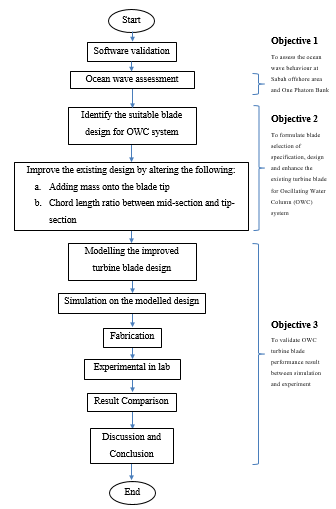 Start
Software validation
Objective 1
To assess the ocean
wave behaviour at
Sabah offshore area
and One Phatom Bank
Ocean wave assessment
Identify the suitable blade
design for OWC system
Objective 2
To formulate blade
selection of
specification, design
and enhance the
existing turbine blade
for Oscillating Water
Column (OWC)
system
Improve the existing design by altering the following:
a. Adding mass onto the blade tip
b. Chord length ratio between mid-section and tip-
section
Modelling the improved
turbine blade design
Simulation on the modelled design
Objective 3
To validate OWC
turbine blade
performance result
between simulation
and experiment
Fabrication
Experimental in lab
Result Comparison
Discussion and
Conclusion
End